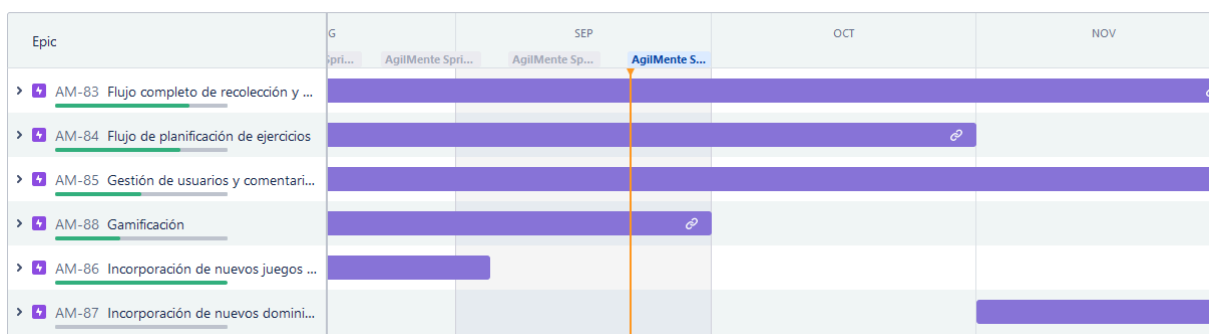 Epic
G
SEP
OCT
NOV
Spri...
AgilMente Spri...
AgilMente Sp...
AgilMente S...
AM-83 Flujo completo de recolección y ...
AM-84 Flujo de planificación de ejercicios
AM-85 Gestión de usuarios y comentari...
AM-88 Gamificación
AM-86 Incorporación de nuevos juegos ...
AM-87 Incorporación de nuevos domini...